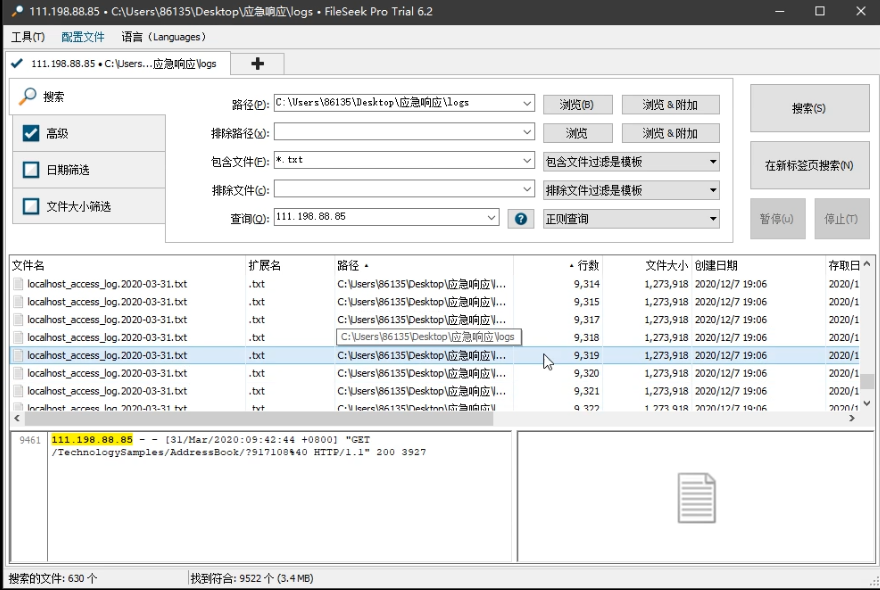 111.198.88.85 • C:\Users\86135\Desktop\应急响应\logs • FileSeek Pro Trial 6.2
工具(T) 配置文件 语言 (Languages)
111.198.88.85 • C:\Users...应急响应\logs
搜索
高级
日期筛选
文件大小筛选
路径(P): C:\Users\86135\Desktop\应急响应\logs 浏览(B) 浏览 & 附加
排除路径(x): 浏览 浏览 & 附加
包含文件(F): *.txt 包含文件过滤是模板
排除文件(c): 排除文件过滤是模板
查询(Q): 111.198.88.85 ? 正则查询
搜索(S)
在新标签页搜索(N)
暂停(u) 停止(T)
文件名 扩展名 路径 行数 文件大小 创建日期 存取日
localhost_access_log.2020-03-31.txt .txt C:\Users\86135\Desktop\应急响应\l... 9,314 1,273,918 2020/12/7 19:06 2020/1
localhost_access_log.2020-03-31.txt .txt C:\Users\86135\Desktop\应急响应\l... 9,315 1,273,918 2020/12/7 19:06 2020/1
localhost_access_log.2020-03-31.txt .txt C:\Users\86135\Desktop\应急响应\l... 9,317 1,273,918 2020/12/7 19:06 2020/1
localhost_access_log.2020-03-31.txt .txt C:\Users\86135\Desktop\应急响应\logs 9,318 1,273,918 2020/12/7 19:06 2020/1
localhost_access_log.2020-03-31.txt .txt C:\Users\86135\Desktop\应急响应\l... 9,319 1,273,918 2020/12/7 19:06 2020/1
localhost_access_log.2020-03-31.txt .txt C:\Users\86135\Desktop\应急响应\l... 9,320 1,273,918 2020/12/7 19:06 2020/1
localhost_access_log.2020-03-31.txt .txt C:\Users\86135\Desktop\应急响应\l... 9,321 1,273,918 2020/12/7 19:06 2020/1
localhost_access_log.2020-03-31.txt .txt C:\Users\86135\Desktop\应急响应\l... 9,322 1,273,918 2020/12/7 19:06 2020/1
9461 111.198.88.85 - - [31/Mar/2020:09:42:44 +0800] "GET
/TechnologySamples/AddressBook/?917108%40 HTTP/1.1" 200 3927
搜索的文件: 630 个 找到符合: 9522 个 (3.4 MB)